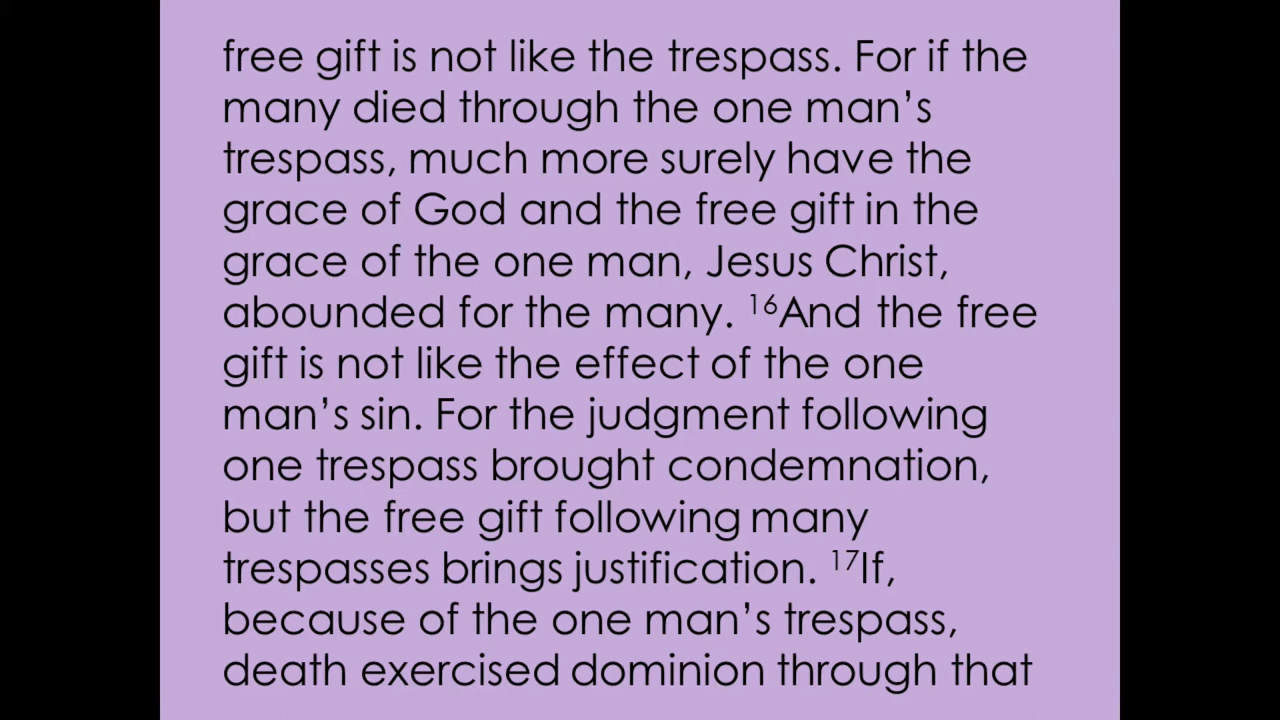 free gift is not like the trespass. For if the
many died through the one man’s
trespass, much more surely have the
grace of God and the free gift in the
grace of the one man, Jesus Christ,
abounded for the many. ¹⁶And the free
gift is not like the effect of the one
man’s sin. For the judgment following
one trespass brought condemnation,
but the free gift following many
trespasses brings justification. ¹⁷If,
because of the one man’s trespass,
death exercised dominion through that